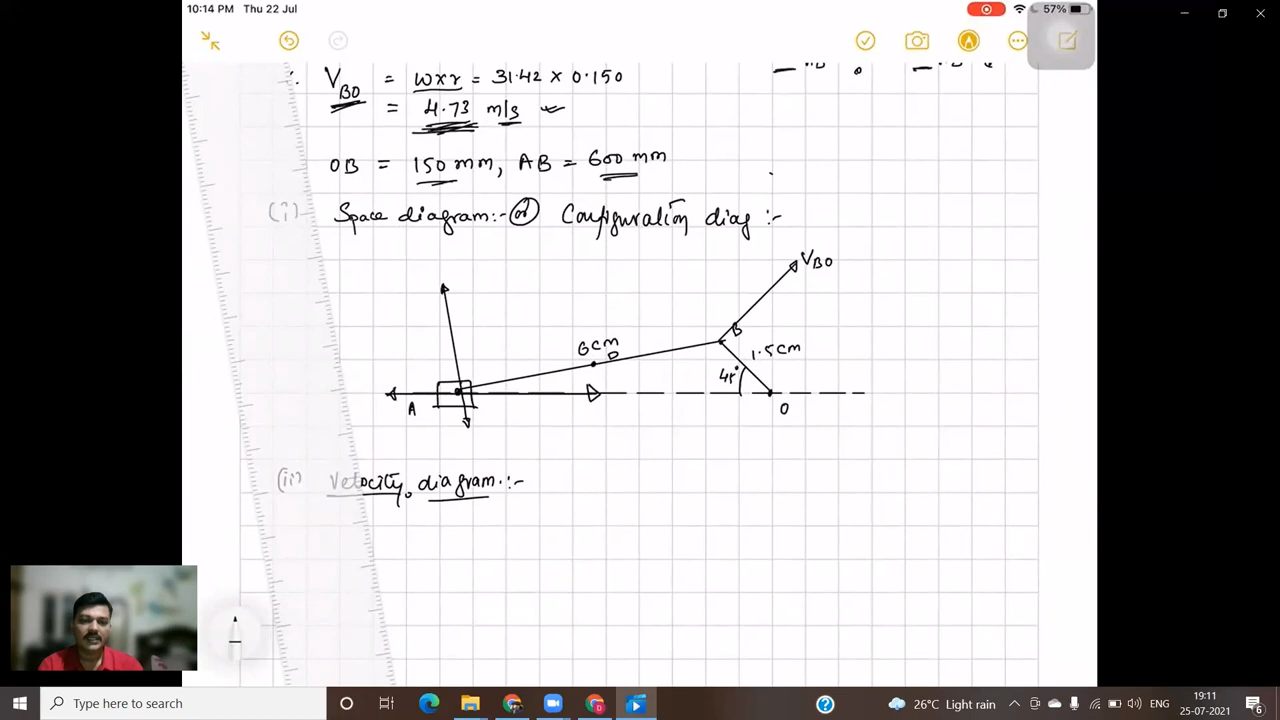 10:14 PM Thu 22 Jul
57%
∴ VBO = ω×r = 31.42 × 0.150
= 4.73 m/s
OB = 150 mm, AB = 600 mm
(i) Space diagram:- or Configuration diag :-
VBO
B
6cm
D
1.5cm
45°
A
O
(ii) Velocity diagram:-
Type here to search
26°C Light rain
ENG
19:11
25-07-2021
6